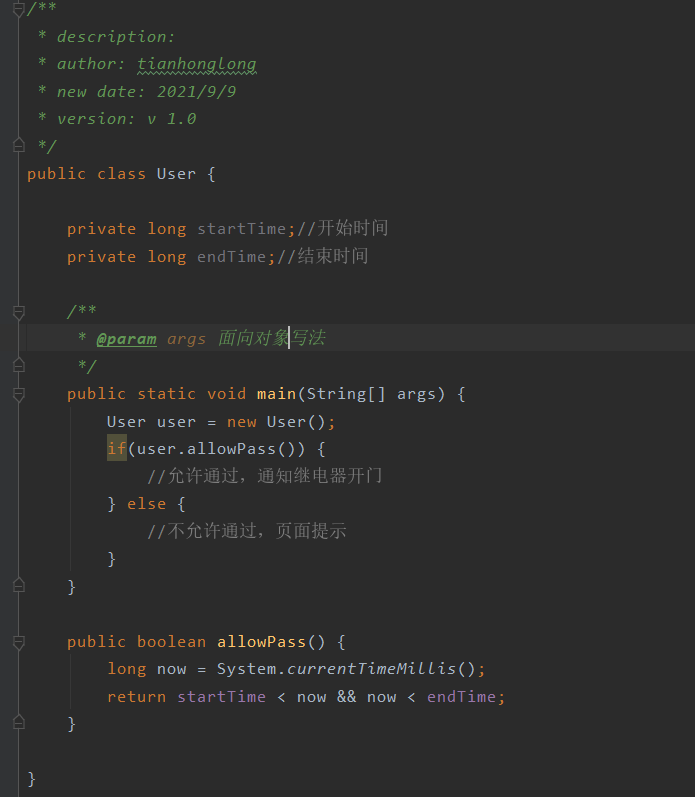 /**
 * description:
 * author: tianhonglong
 * new date: 2021/9/9
 * version: v 1.0
 */
public class User {
    private long startTime;//开始时间
    private long endTime;//结束时间
    /**
     * @param args 面向对象写法
     */
    public static void main(String[] args) {
        User user = new User();
        if(user.allowPass()) {
            //允许通过，通知继电器开门
        } else {
            //不允许通过，页面提示
        }
    }
    public boolean allowPass() {
        long now = System.currentTimeMillis();
        return startTime < now && now < endTime;
    }
}